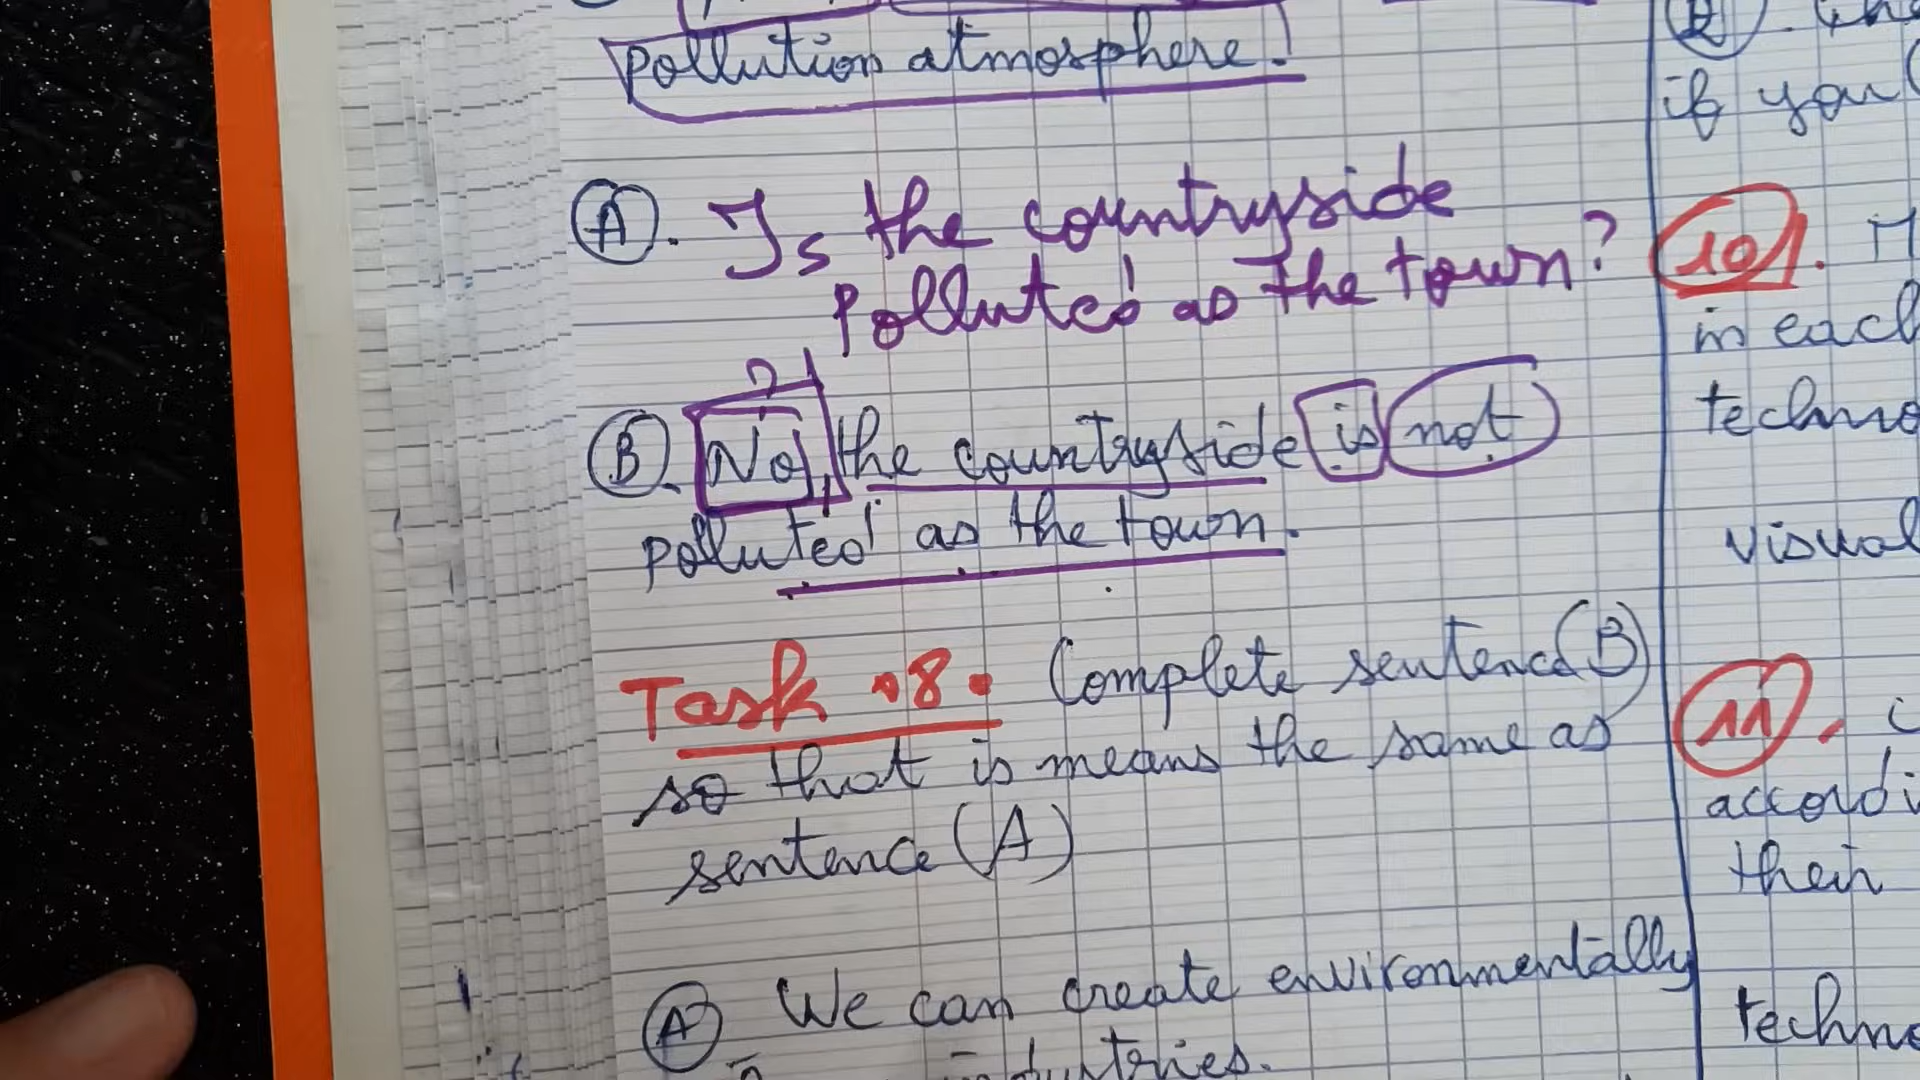 pollution atmosphere.
A. Is the countryside
polluted as the town?
B. No, the countryside is not
polluted as the town.
Task 08. Complete sentence (B)
so that is means the same as
sentence (A)
A We can create environmentally
industries.
if you
10.
in each
techno
visual
11.
accordi
their
techno